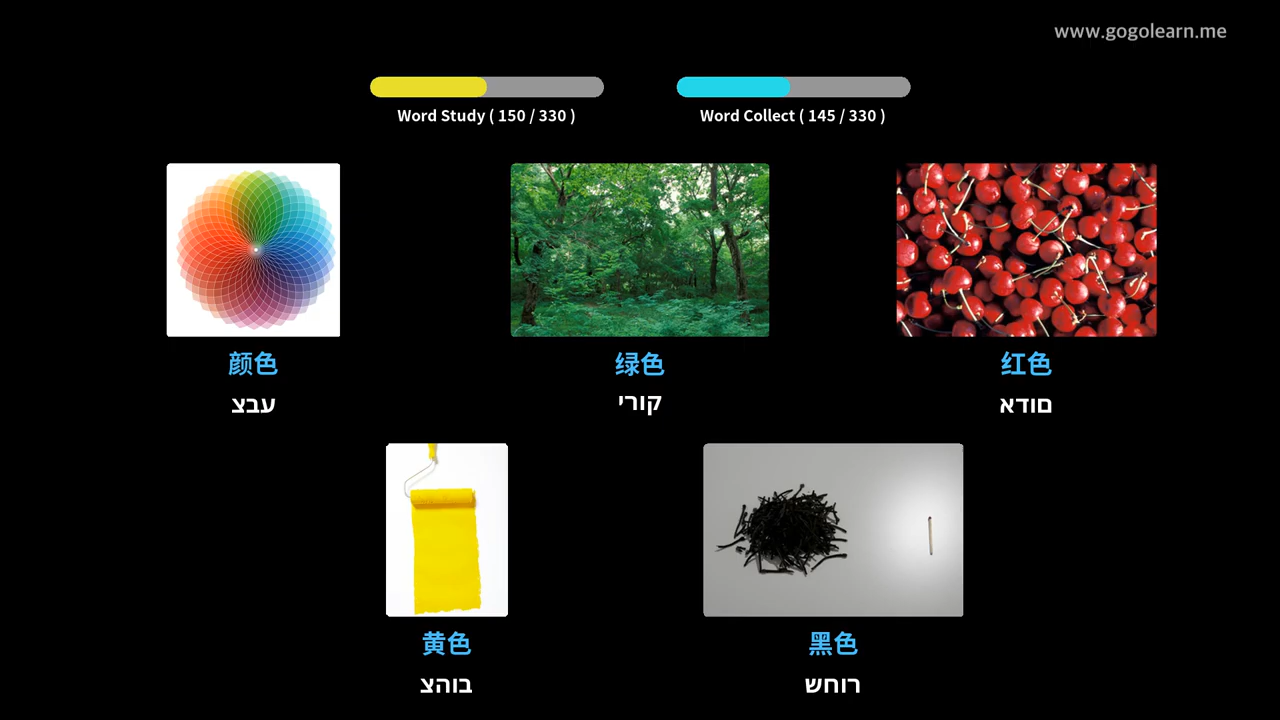 www.gogolearn.me
Word Study ( 150 / 330 )
Word Collect ( 145 / 330 )
颜色
צבע
绿色
ירוק
红色
אדום
黄色
צהוב
黑色
שחור